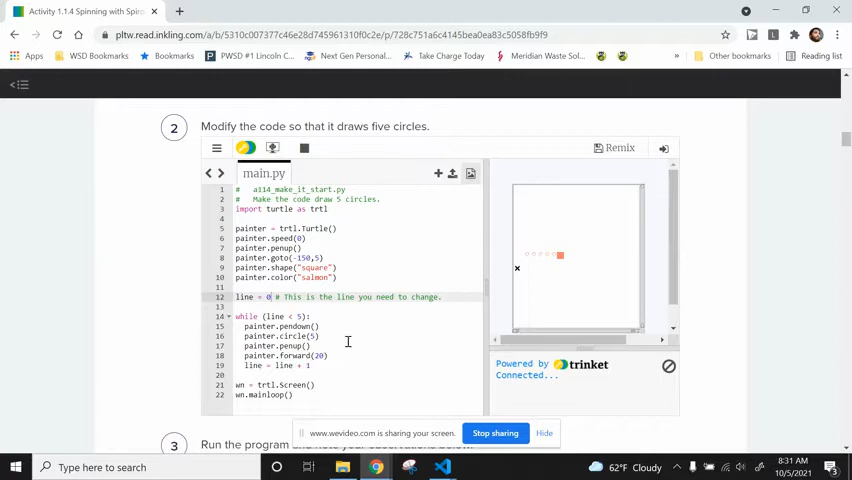 Activity 1.1.4 Spinning with Spiro
pltw.read.inkling.com/a/b/5310c007377c46e28d745961f413f10e/p/728c751a6c4145bea0ea83c5058fb9f9
Apps
WSD Bookmarks
Bookmarks
PWSD #1 Lincoln C...
Next Gen Personal...
Take Charge Today
Meridian Waste Sol...
»
Other bookmarks
Reading list
2
Modify the code so that it draws five circles.
Remix
main.py
1 # a114_make_it_start.py
2 # Make the code draw 5 circles.
3 import turtle as trtl
4
5 painter = trtl.Turtle()
6 painter.speed(0)
7 painter.penup()
8 painter.goto(-150,5)
9 painter.shape("square")
10 painter.color("salmon")
11
12 line = 0 # This is the line you need to change.
13
14 while (line < 5):
15 painter.pendown()
16 painter.circle(5)
17 painter.penup()
18 painter.forward(20)
19 line = line + 1
20
21 wn = trtl.Screen()
22 wn.mainloop()
Powered by trinket
Connected...
www.wevideo.com is sharing your screen.
Stop sharing
Hide
3
Run the program and
Type here to search
62°F Cloudy
8:31 AM
10/5/2021
3